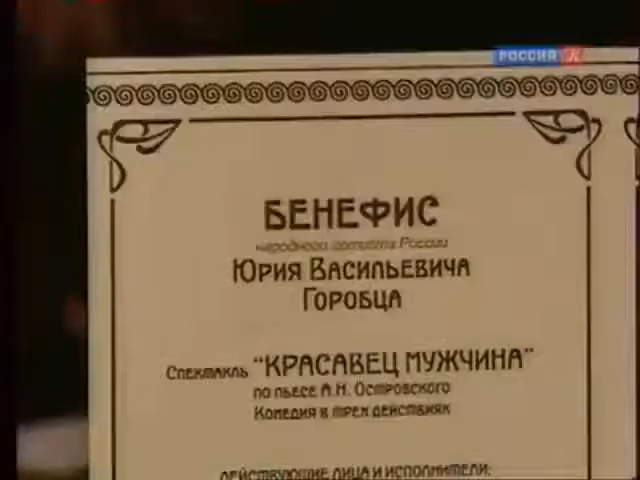 РОССИЯ К
БЕНЕФИС
народного артиста России
ЮРИЯ ВАСИЛЬЕВИЧА
ГОРОБЦА
Спектакль "КРАСАВЕЦ МУЖЧИНА"
по пьесе А.Н. Островского
Комедия в трех действиях
ДЕЙСТВУЮЩИЕ ЛИЦА И ИСПОЛНИТЕЛИ: